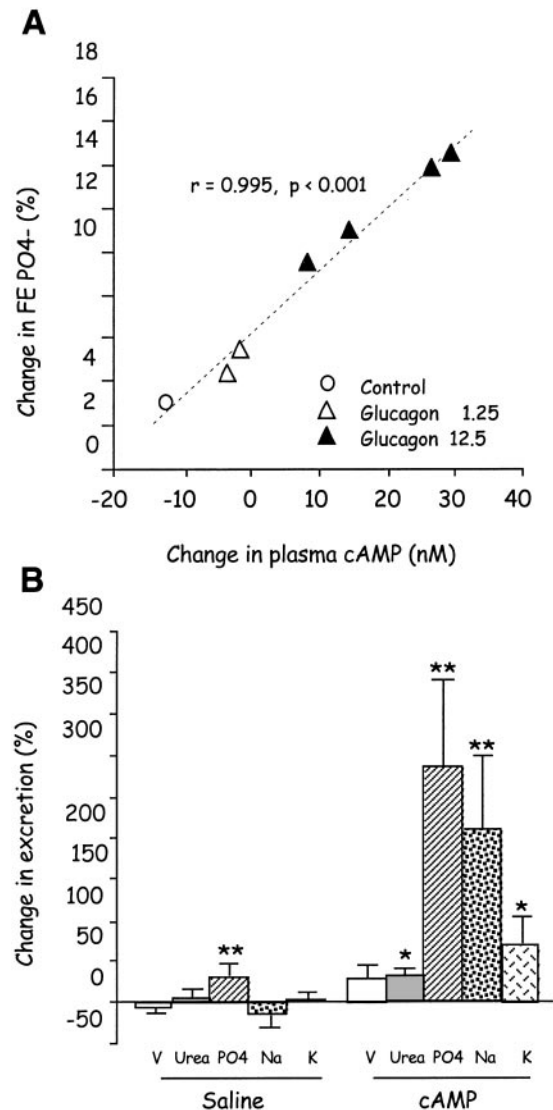 A
18
16
14
12
10
8
4
2
0
Change in FE PO4- (%)
r = 0.995, p < 0.001
Control
Glucagon 1.25
Glucagon 12.5
-20 -10 0 10 20 30 40
Change in plasma cAMP (nM)
B
450
400
350
300
200
150
100
50
0
-50
Change in excretion (%)
**
*
**
**
*
V Urea PO4 Na K V Urea PO4 Na K
Saline cAMP